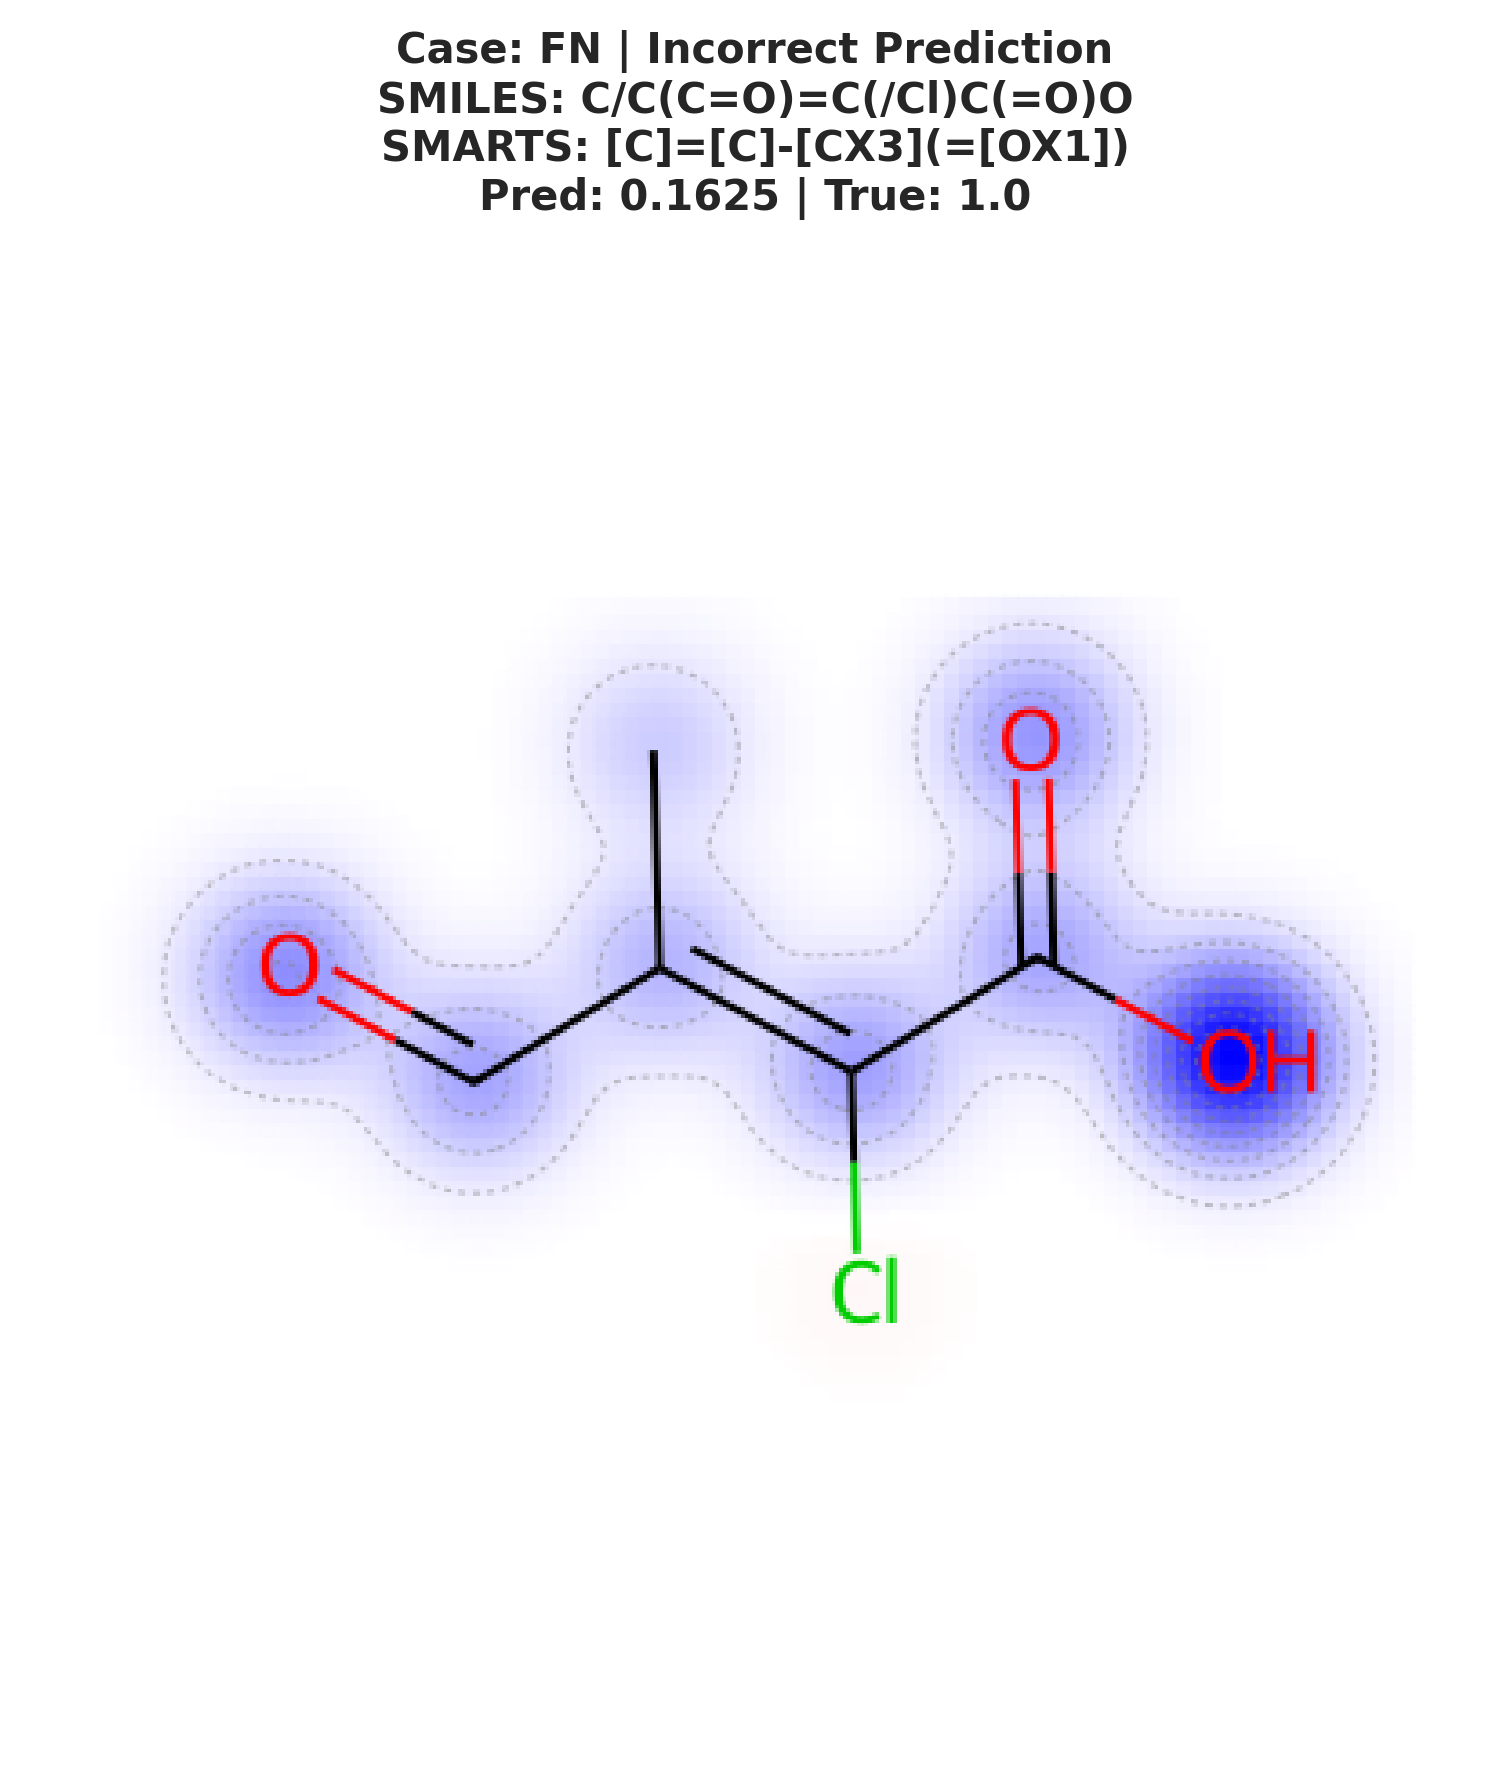 Case: FN | Incorrect Prediction
SMILES: C/C(C=O)=C(/Cl)C(=O)O
SMARTS: [C]=[C]-[CX3](=[OX1])
Pred: 0.1625 | True: 1.0
O
O
OH
Cl